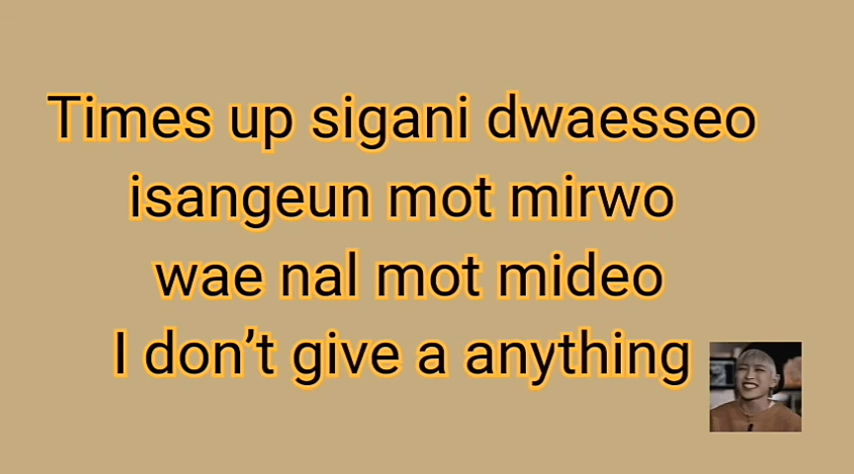 Times up sigani dwaesseo
isangeun mot mirwo
wae nal mot mideo
I don’t give a anything